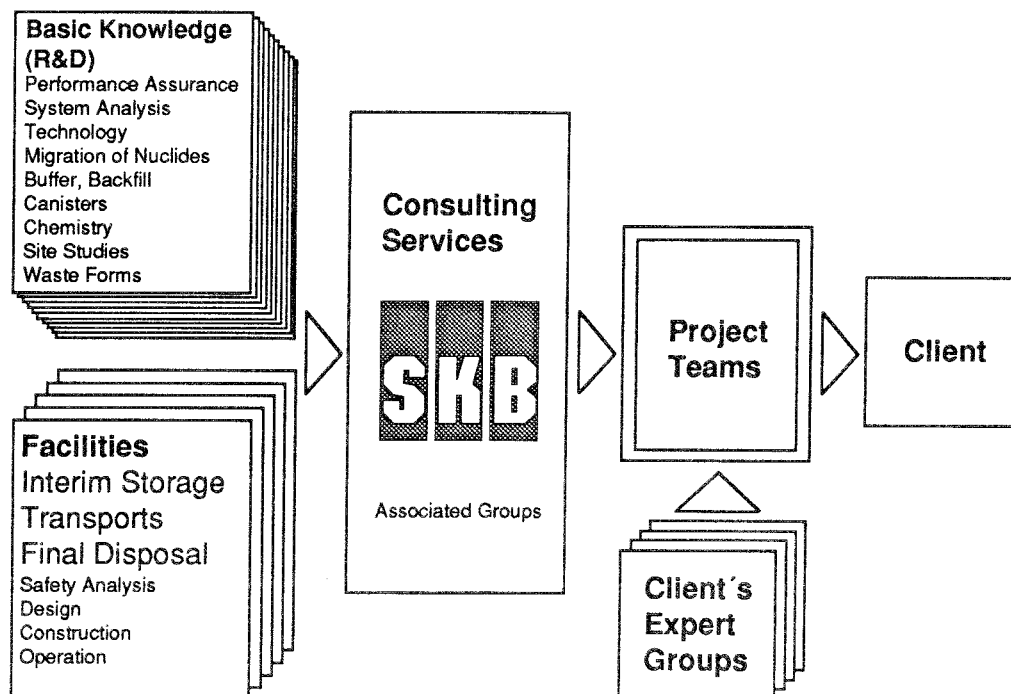 Basic Knowledge
(R&D)
Performance Assurance
System Analysis
Technology
Migration of Nuclides
Buffer, Backfill
Canisters
Chemistry
Site Studies
Waste Forms
Facilities
Interim Storage
Transports
Final Disposal
Safety Analysis
Design
Construction
Operation
Consulting
Services
SKB
Associated Groups
Project
Teams
Client´s
Expert
Groups
Client